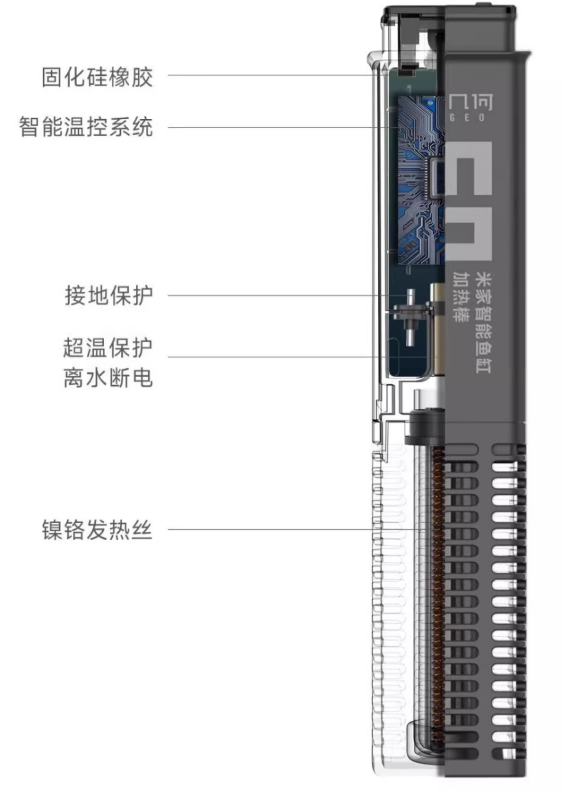 固化硅橡胶
智能温控系统
接地保护
超温保护
离水断电
镍铬发热丝
几何
GEO
米家智能鱼缸
加热棒